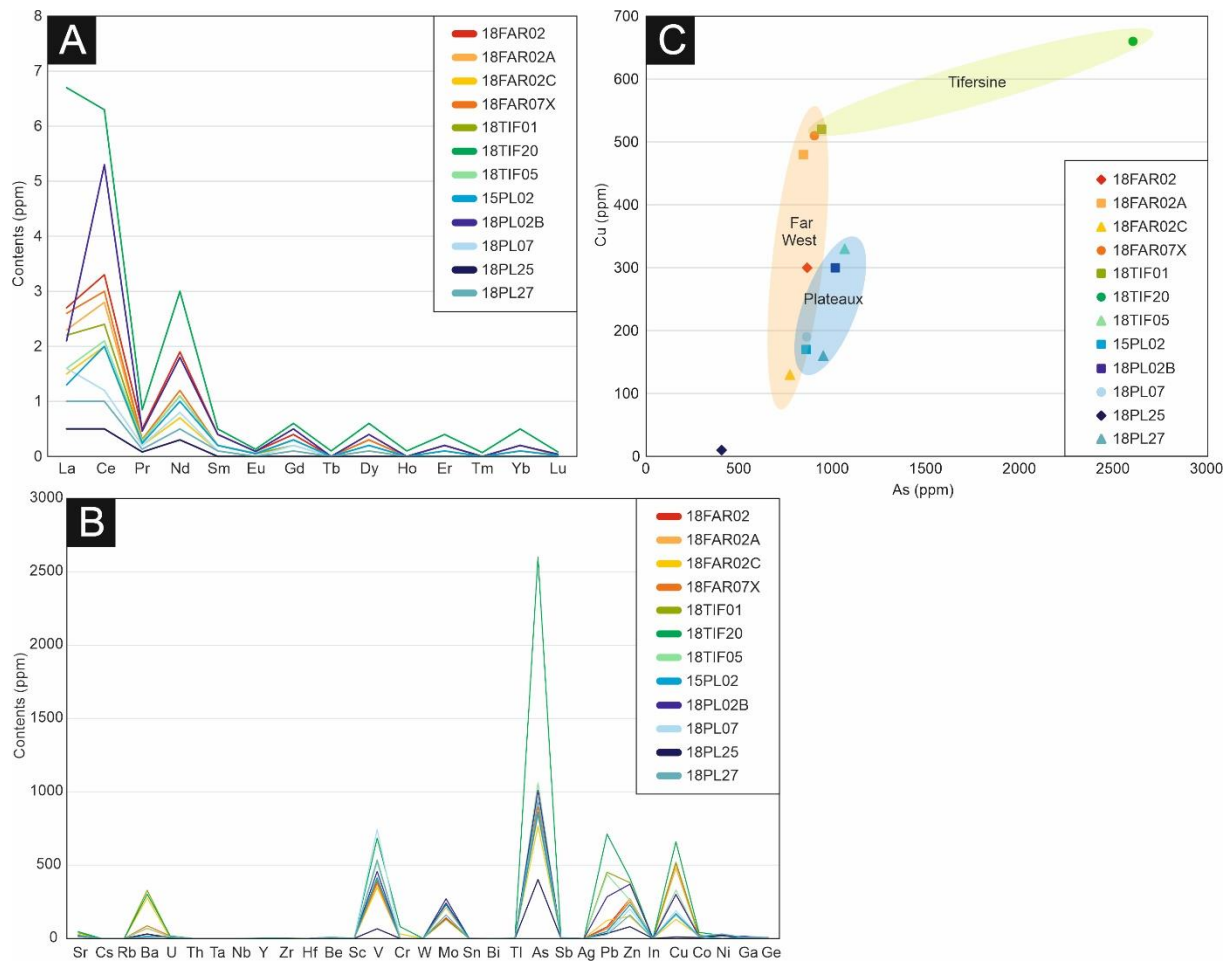 A
8
7
6
5
4
3
2
1
0
Contents (ppm)
La Ce Pr Nd Sm Eu Gd Tb Dy Ho Er Tm Yb Lu
18FAR02
18FAR02A
18FAR02C
18FAR07X
18TIF01
18TIF20
18TIF05
15PL02
18PL02B
18PL07
18PL25
18PL27
C
700
600
500
400
300
200
100
0
Cu (ppm)
0 500 1000 1500 2000 2500 3000
As (ppm)
Tifersine
Far
West
Plateaux
18FAR02
18FAR02A
18FAR02C
18FAR07X
18TIF01
18TIF20
18TIF05
15PL02
18PL02B
18PL07
18PL25
18PL27
B
3000
2500
2000
1500
1000
500
0
Contents (ppm)
Sr Cs Rb Ba U Th Ta Nb Y Zr Hf Be Sc V Cr W Mo Sn Bi Tl As Sb Ag Pb Zn In Cu Co Ni Ga Ge
18FAR02
18FAR02A
18FAR02C
18FAR07X
18TIF01
18TIF20
18TIF05
15PL02
18PL02B
18PL07
18PL25
18PL27